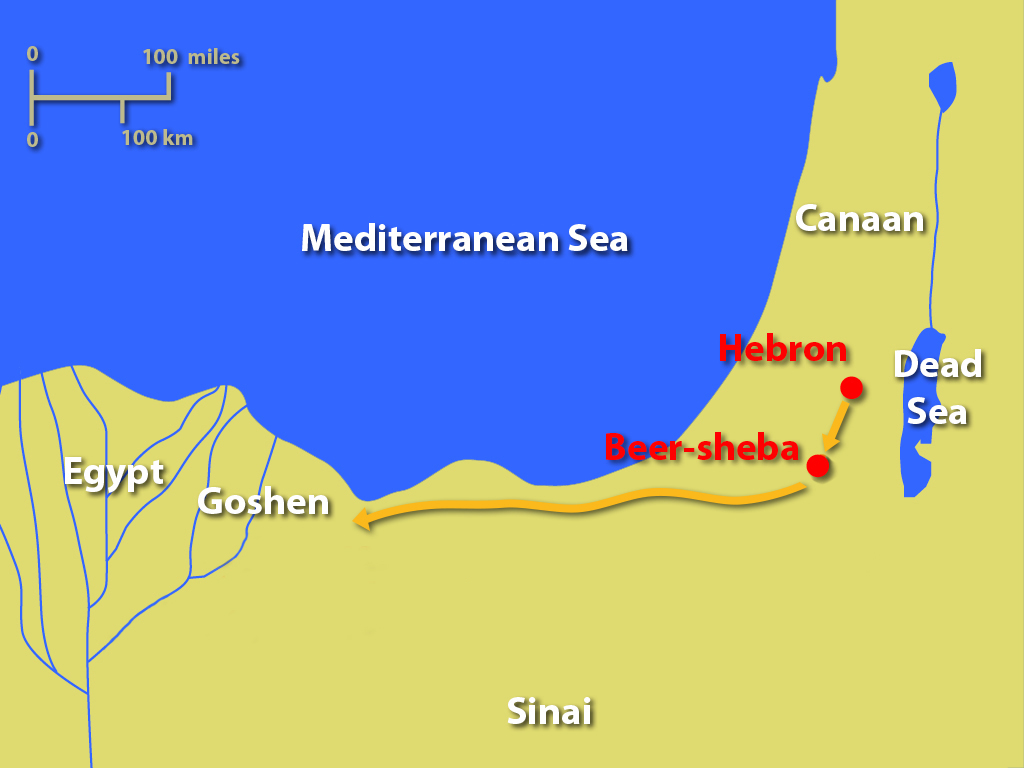 0
100 miles
0
100 km
Mediterranean Sea
Canaan
Hebron
Dead
Sea
Beer-sheba
Egypt
Goshen
Sinai